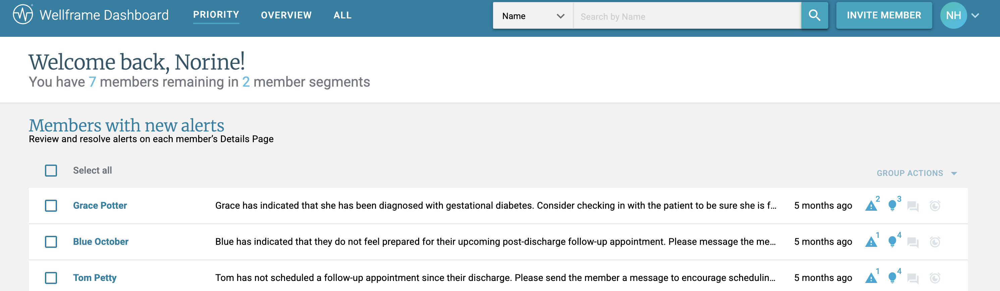 Wellframe Dashboard PRIORITY OVERVIEW ALL Name Search by Name INVITE MEMBER NH
Welcome back, Norine!
You have 7 members remaining in 2 member segments
Members with new alerts
Review and resolve alerts on each member’s Details Page
Select all GROUP ACTIONS
Grace Potter Grace has indicated that she has been diagnosed with gestational diabetes. Consider checking in with the patient to be sure she is f... 5 months ago 2 3
Blue October Blue has indicated that they do not feel prepared for their upcoming post-discharge follow-up appointment. Please message the me... 5 months ago 1 4
Tom Petty Tom has not scheduled a follow-up appointment since their discharge. Please send the member a message to encourage schedulin... 5 months ago 1 4